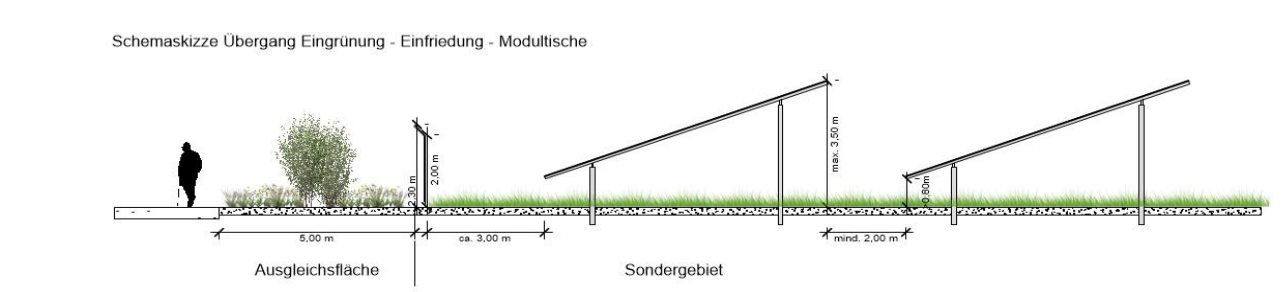 Schemaskizze Übergang Eingrünung - Einfriedung - Modultische
2,30 m
2,00 m
max. 3,50 m
>0,80m
5,00 m
ca. 3,00 m
mind. 2,00 m
Ausgleichsfläche
Sondergebiet